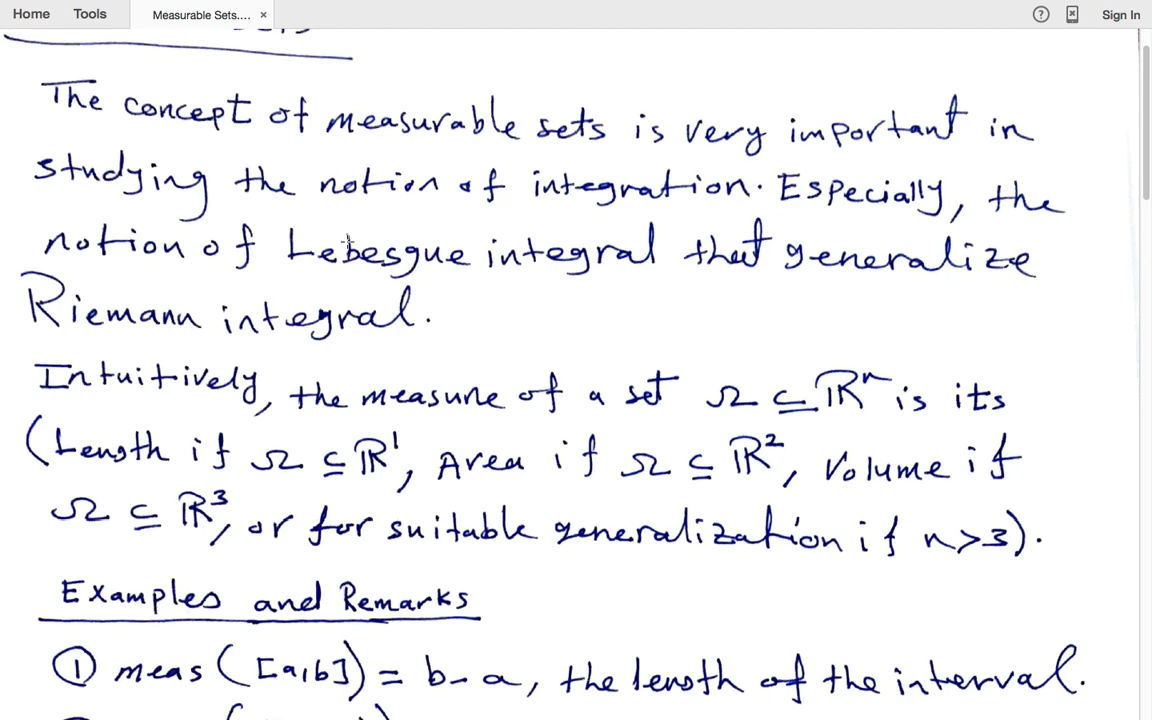 Home Tools Measurable Sets.... × ? Sign In
The concept of measurable sets is very important in
studying the notion of integration. Especially, the
notion of Lebesgue integral that generalize
Riemann integral.
Intuitively, the measure of a set Ω ⊆ ℝⁿ is its
(Length if Ω ⊆ ℝ¹, Area if Ω ⊆ ℝ², Volume if
Ω ⊆ ℝ³, or for suitable generalization if n>3).
Examples and Remarks
① meas ([a,b]) = b-a, the length of the interval.